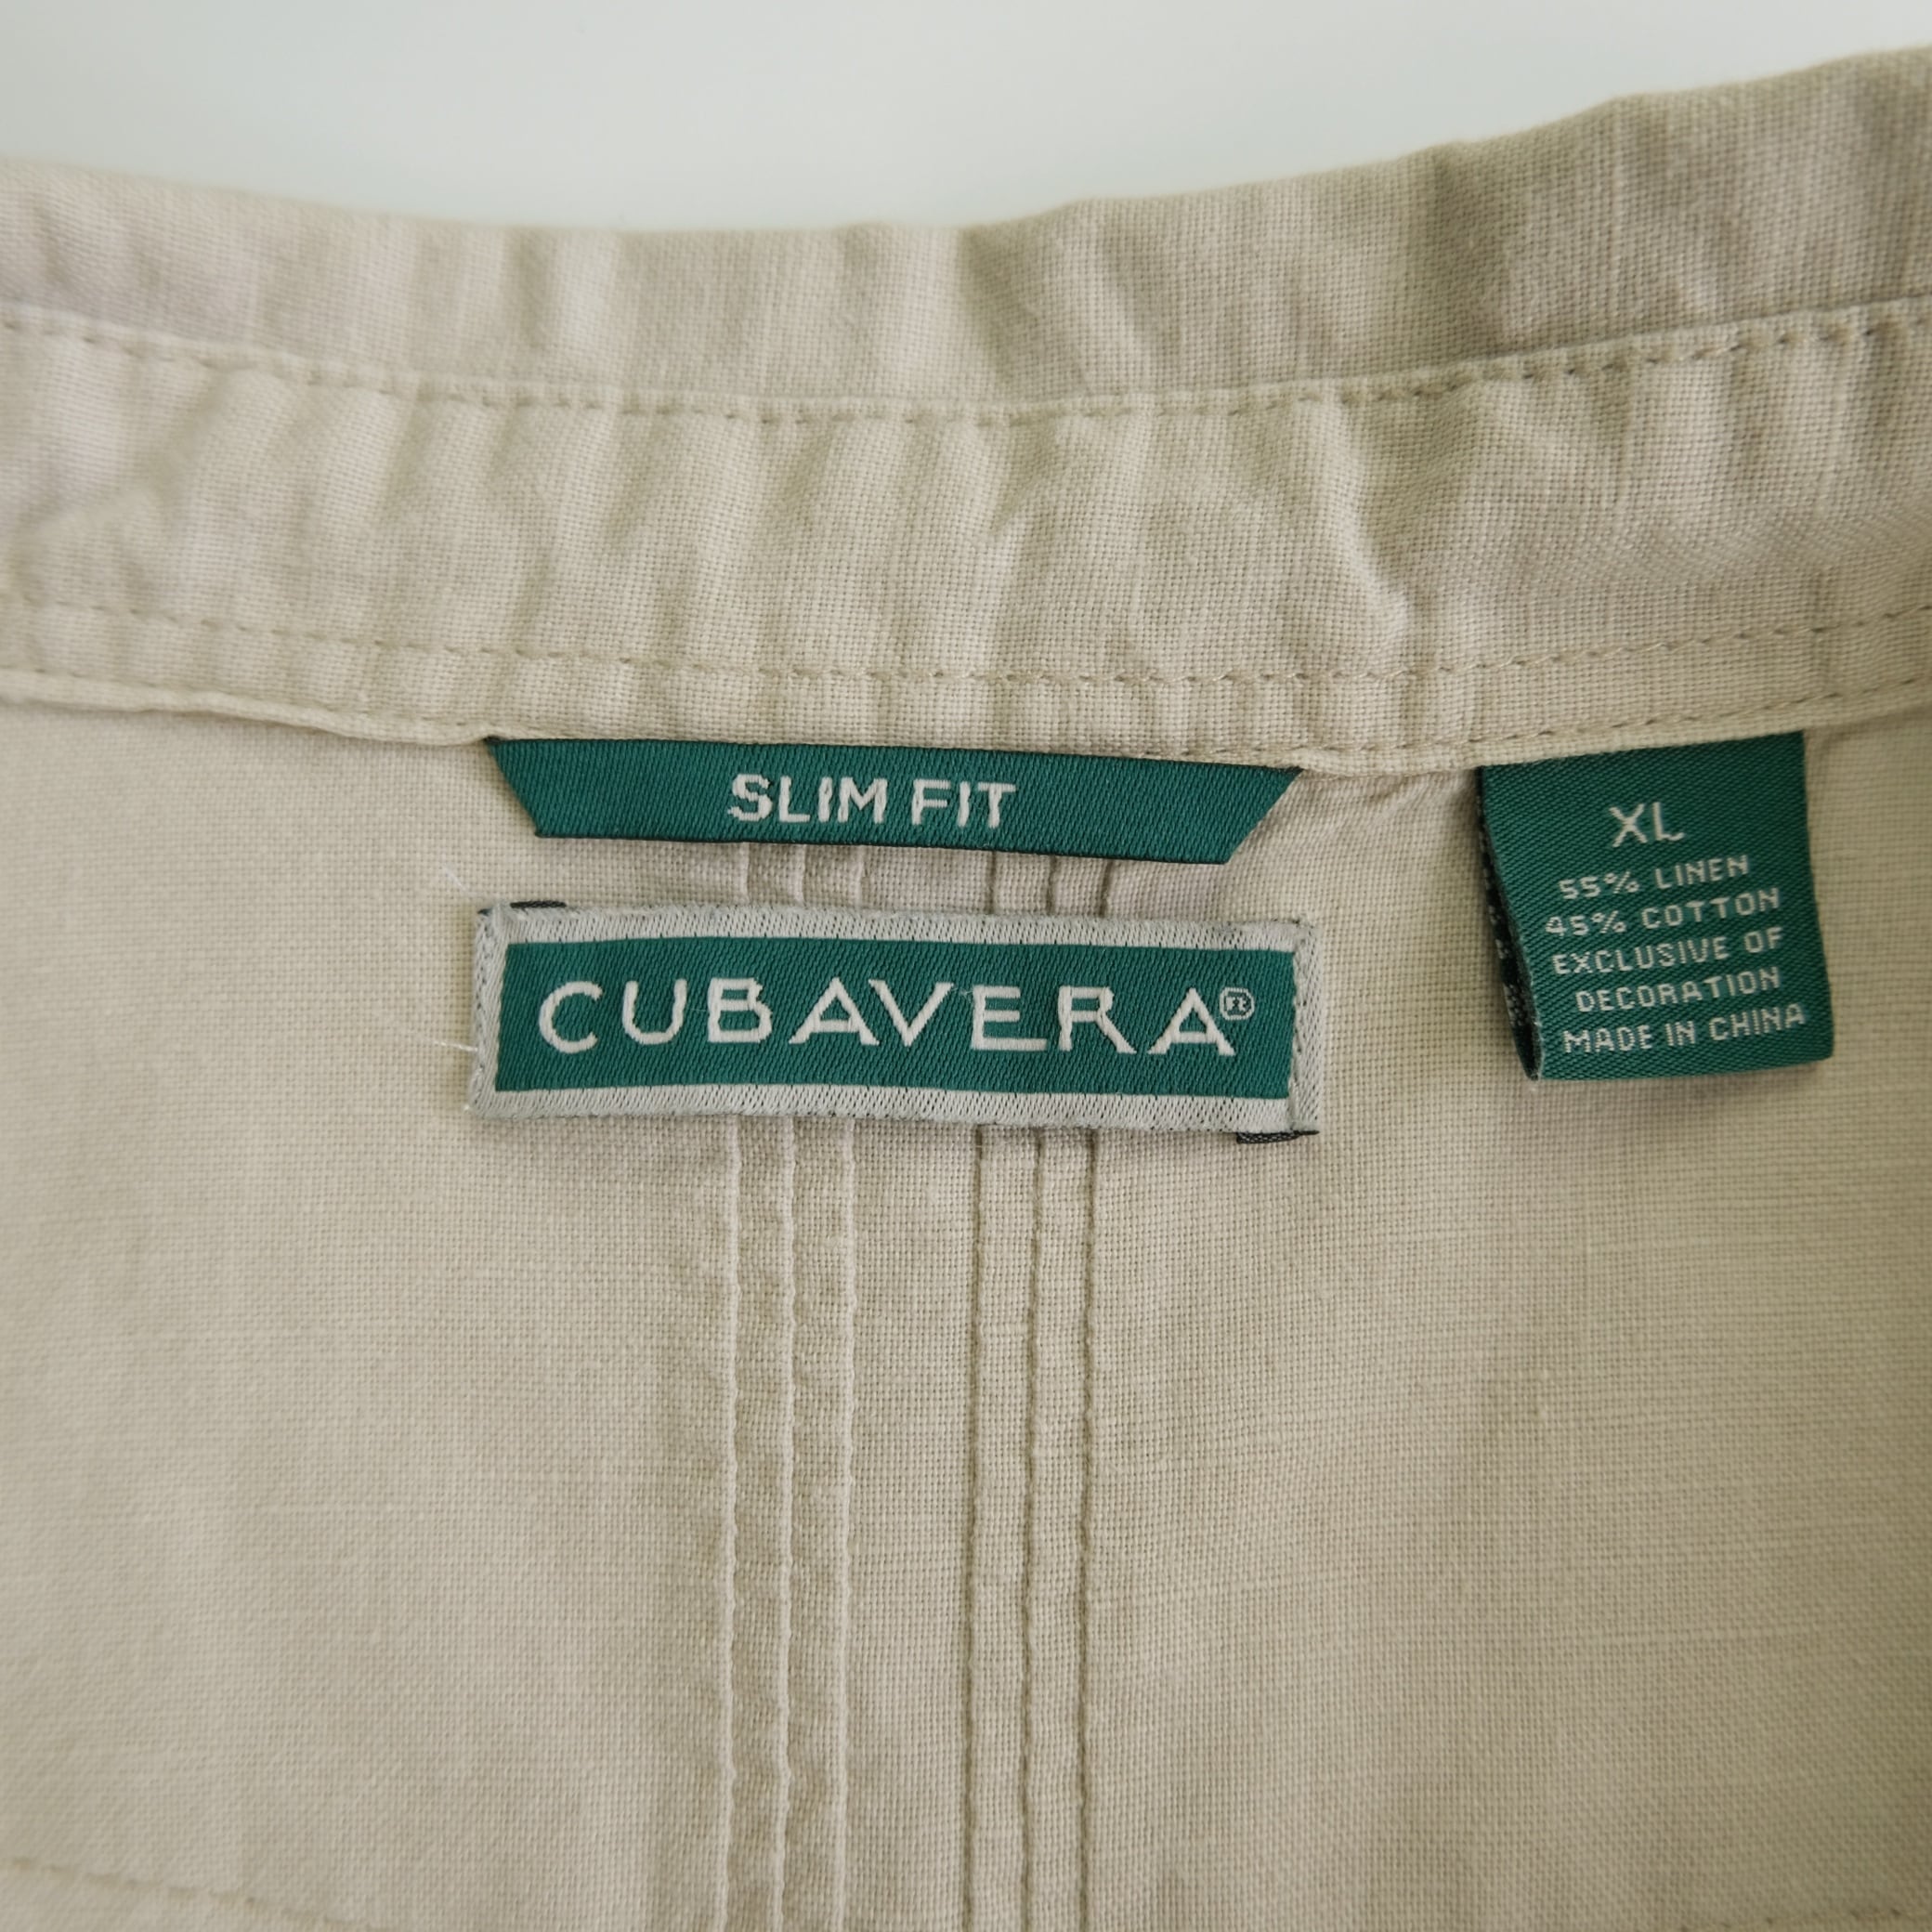 SLIM FIT
CUBAVERA®
XL
55% LINEN
45% COTTON
EXCLUSIVE OF
DECORATION
MADE IN CHINA